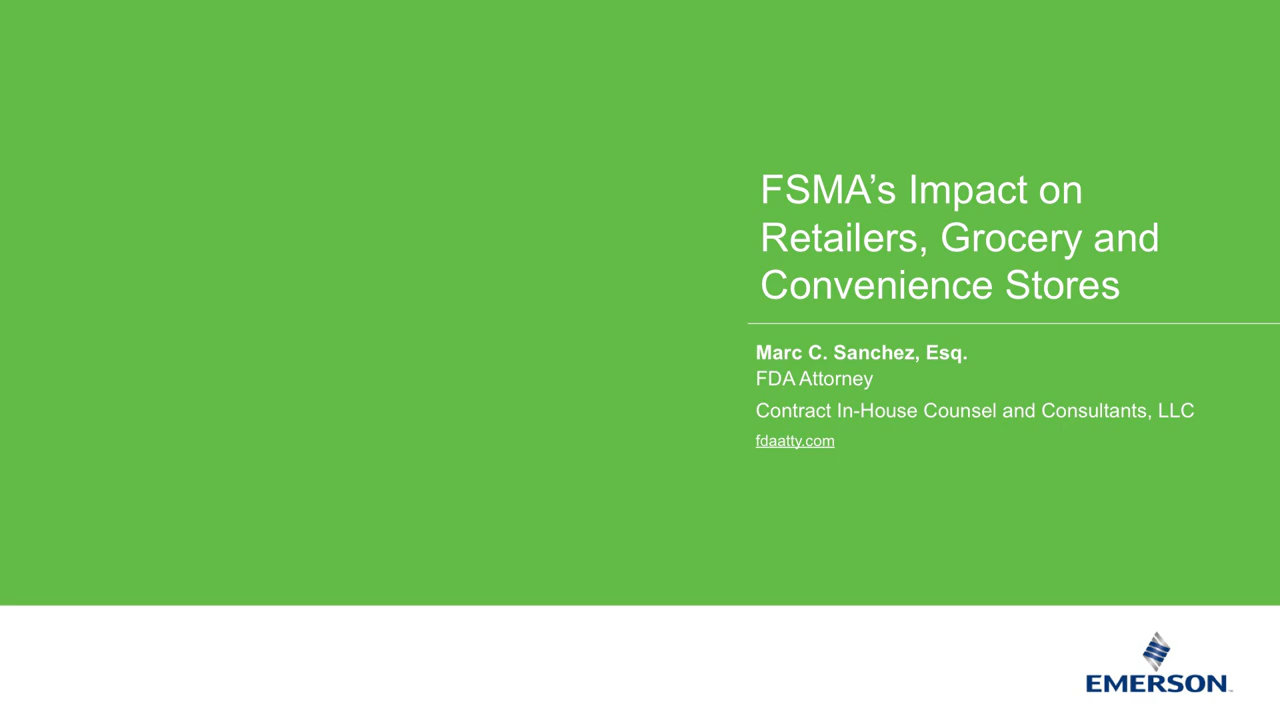 FSMA’s Impact on
Retailers, Grocery and
Convenience Stores
Marc C. Sanchez, Esq.
FDA Attorney
Contract In-House Counsel and Consultants, LLC
fdaatty.com
EMERSON